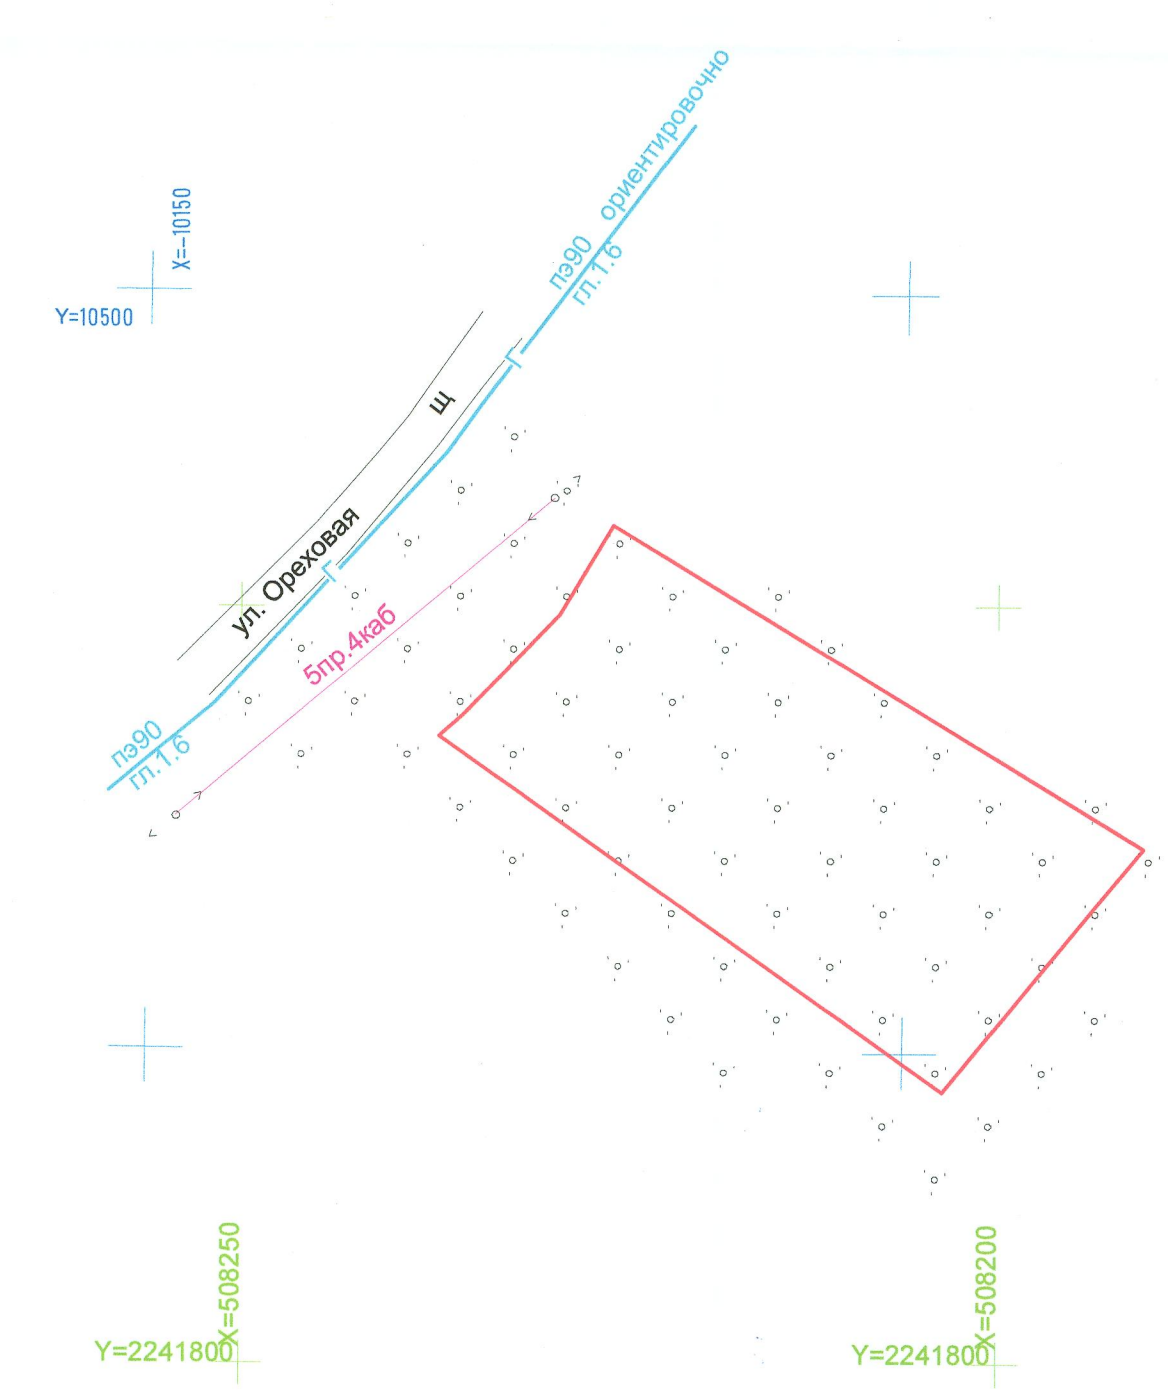 ориентировочно
пэ90
гл.1.6
X=-10150
Y=10500
щ
ул. Ореховая
Г
Г
5пр.4каб
пэ90
гл.1.6
X=508250
Y=2241800
X=508200
Y=2241800